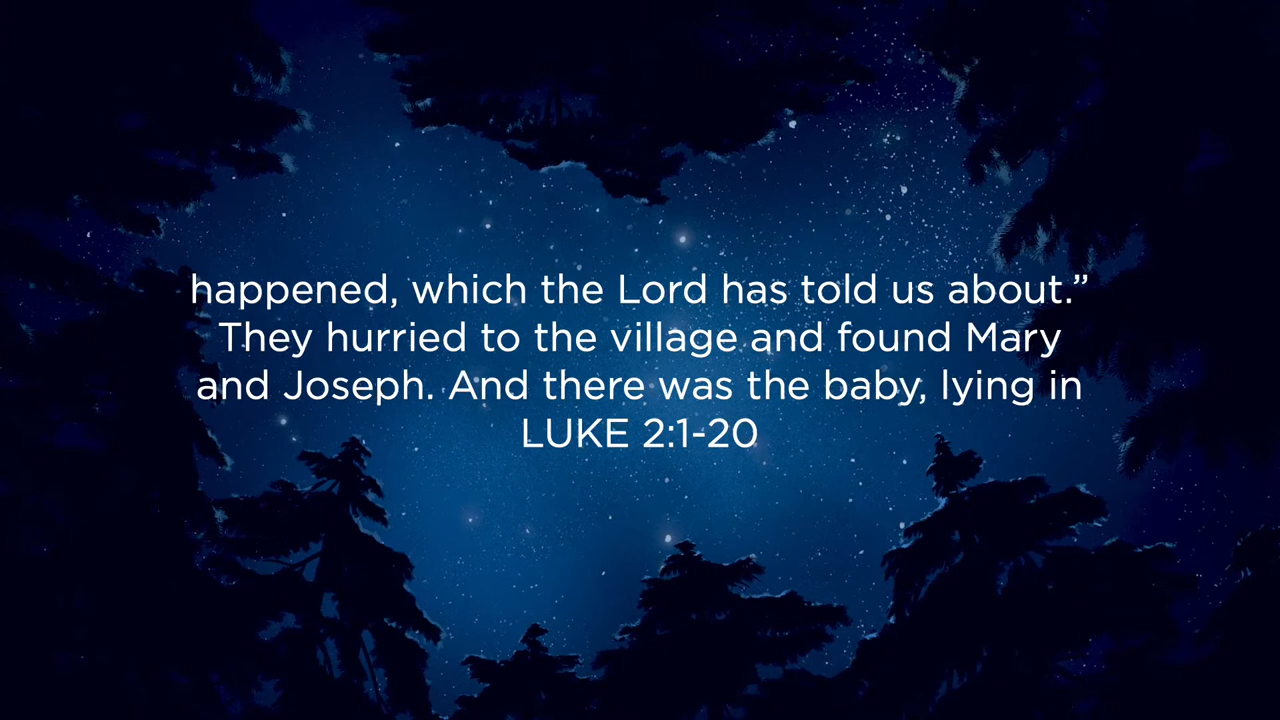 happened, which the Lord has told us about.”
They hurried to the village and found Mary
and Joseph. And there was the baby, lying in
LUKE 2:1-20